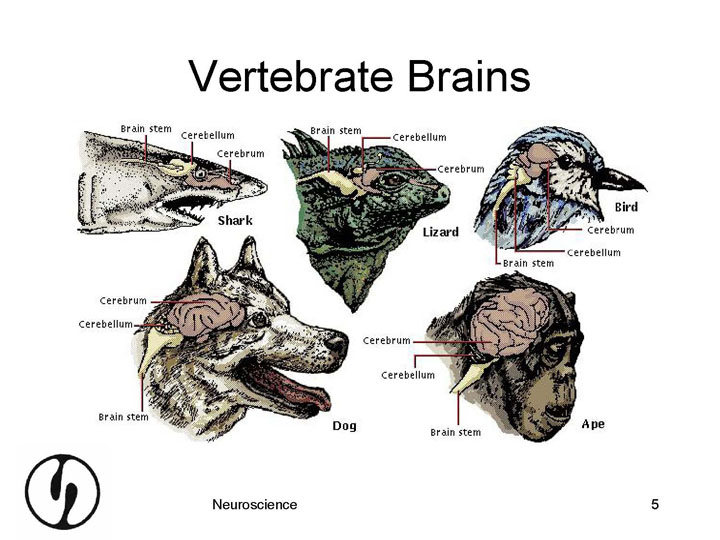 Vertebrate Brains
Brain stem
Cerebellum
Cerebrum
Shark
Brain stem
Cerebellum
Cerebrum
Lizard
Bird
Cerebrum
Cerebellum
Brain stem
Cerebrum
Cerebellum
Brain stem
Dog
Cerebrum
Cerebellum
Brain stem
Ape
Neuroscience
5